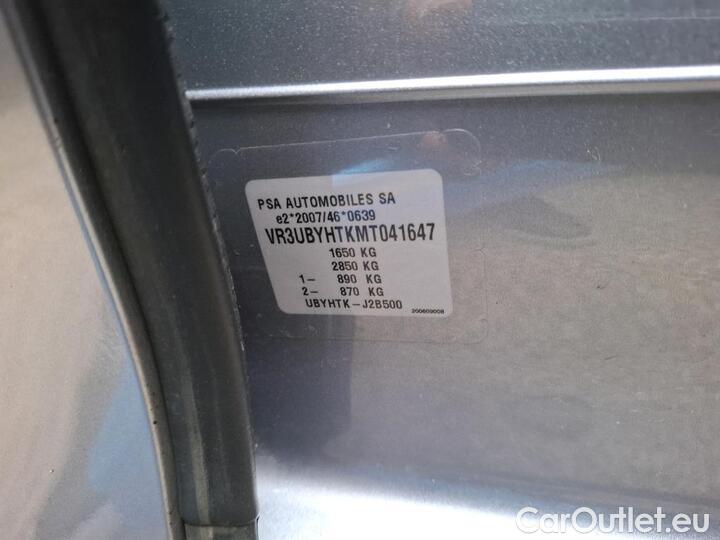 PSA AUTOMOBILES SA
e2*2007/46*0639
VR3UBYHTKMT041647
1650 KG
2850 KG
1- 890 KG
2- 870 KG
UBYHTK-J2B500
200609008
CarOutlet.eu